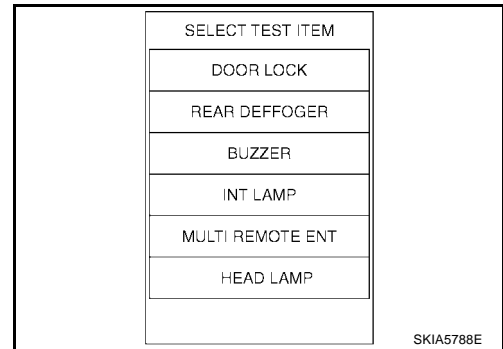 SELECT TEST ITEM
DOOR LOCK
REAR DEFFOGER
BUZZER
INT LAMP
MULTI REMOTE ENT
HEAD LAMP
SKIA5788E